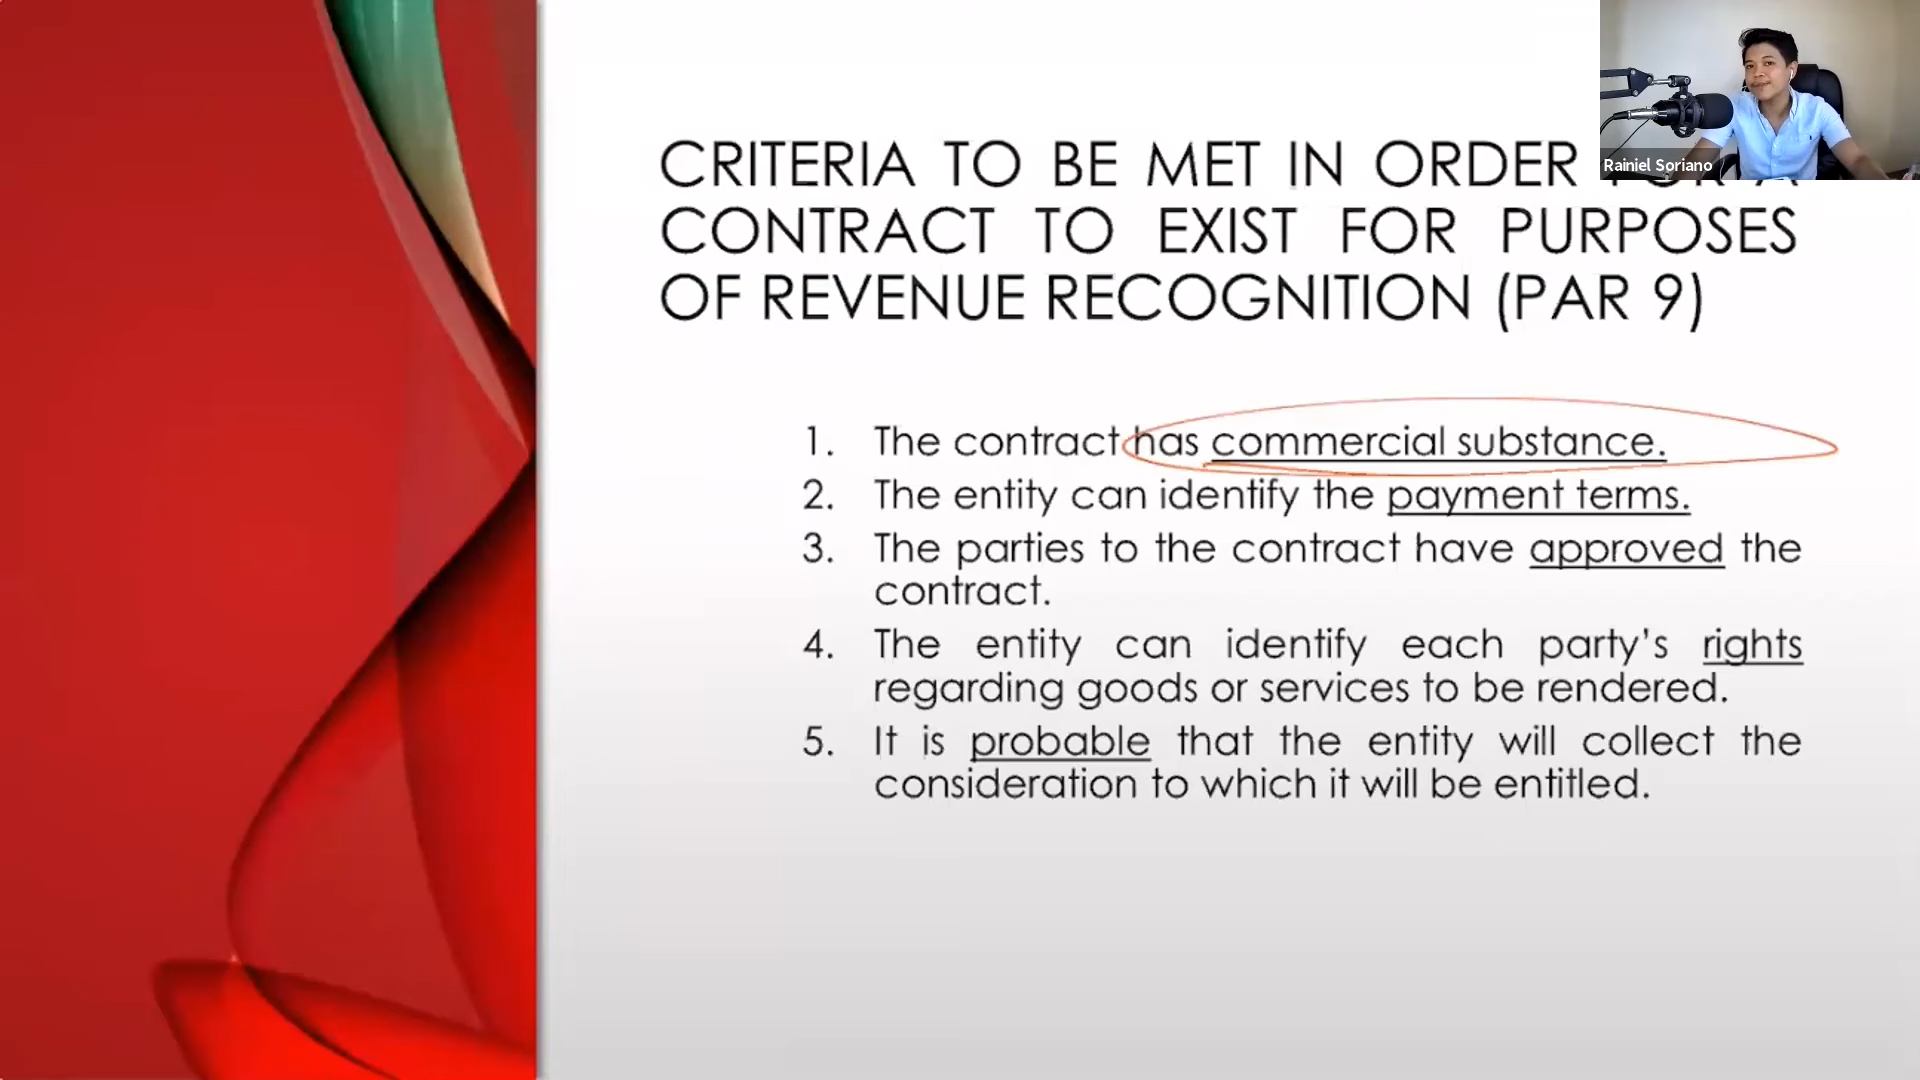 CRITERIA TO BE MET IN ORDER
CONTRACT TO EXIST FOR PURPOSES
OF REVENUE RECOGNITION (PAR 9)
1. The contract has commercial substance.
2. The entity can identify the payment terms.
3. The parties to the contract have approved the
contract.
4. The entity can identify each party's rights
regarding goods or services to be rendered.
5. It is probable that the entity will collect the
consideration to which it will be entitled.
Rainiel Soriano